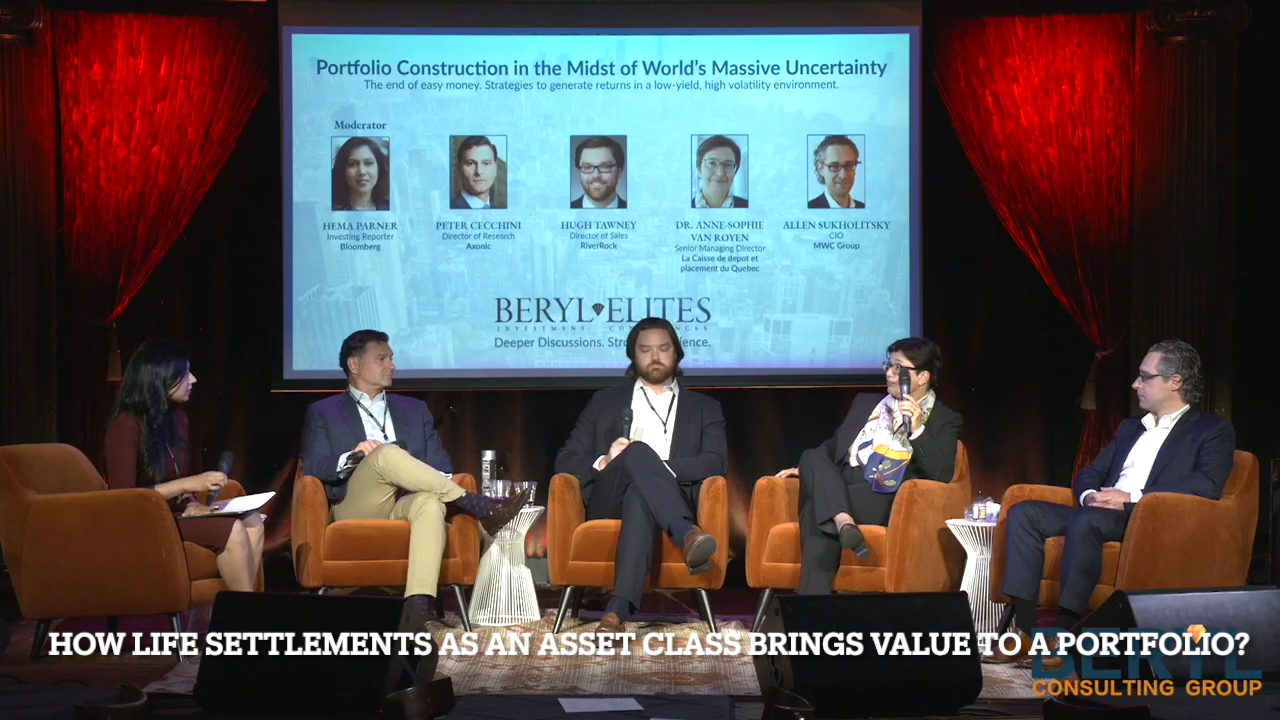 Portfolio Construction in the Midst of World's Massive Uncertainty
The end of easy money. Strategies to generate returns in a low-yield, high volatility environment.
Moderator
HEMA PARNER
Investing Reporter
Bloomberg
PETER CECCHINI
Director of Research
Axonic
HUGH TAWNEY
Director of Sales
RiverRock
DR. ANNE-SOPHIE
VAN ROYEN
Senior Managing Director
La Caisse de depot et
placement du Quebec
ALLEN SUKHOLITSKY
CIO
MWC Group
BERYL ELITES
INVESTMENT
Deeper Discussions.
HOW LIFE SETTLEMENTS AS AN ASSET CLASS BRINGS VALUE TO A PORTFOLIO?
BERYL
CONSULTING GROUP